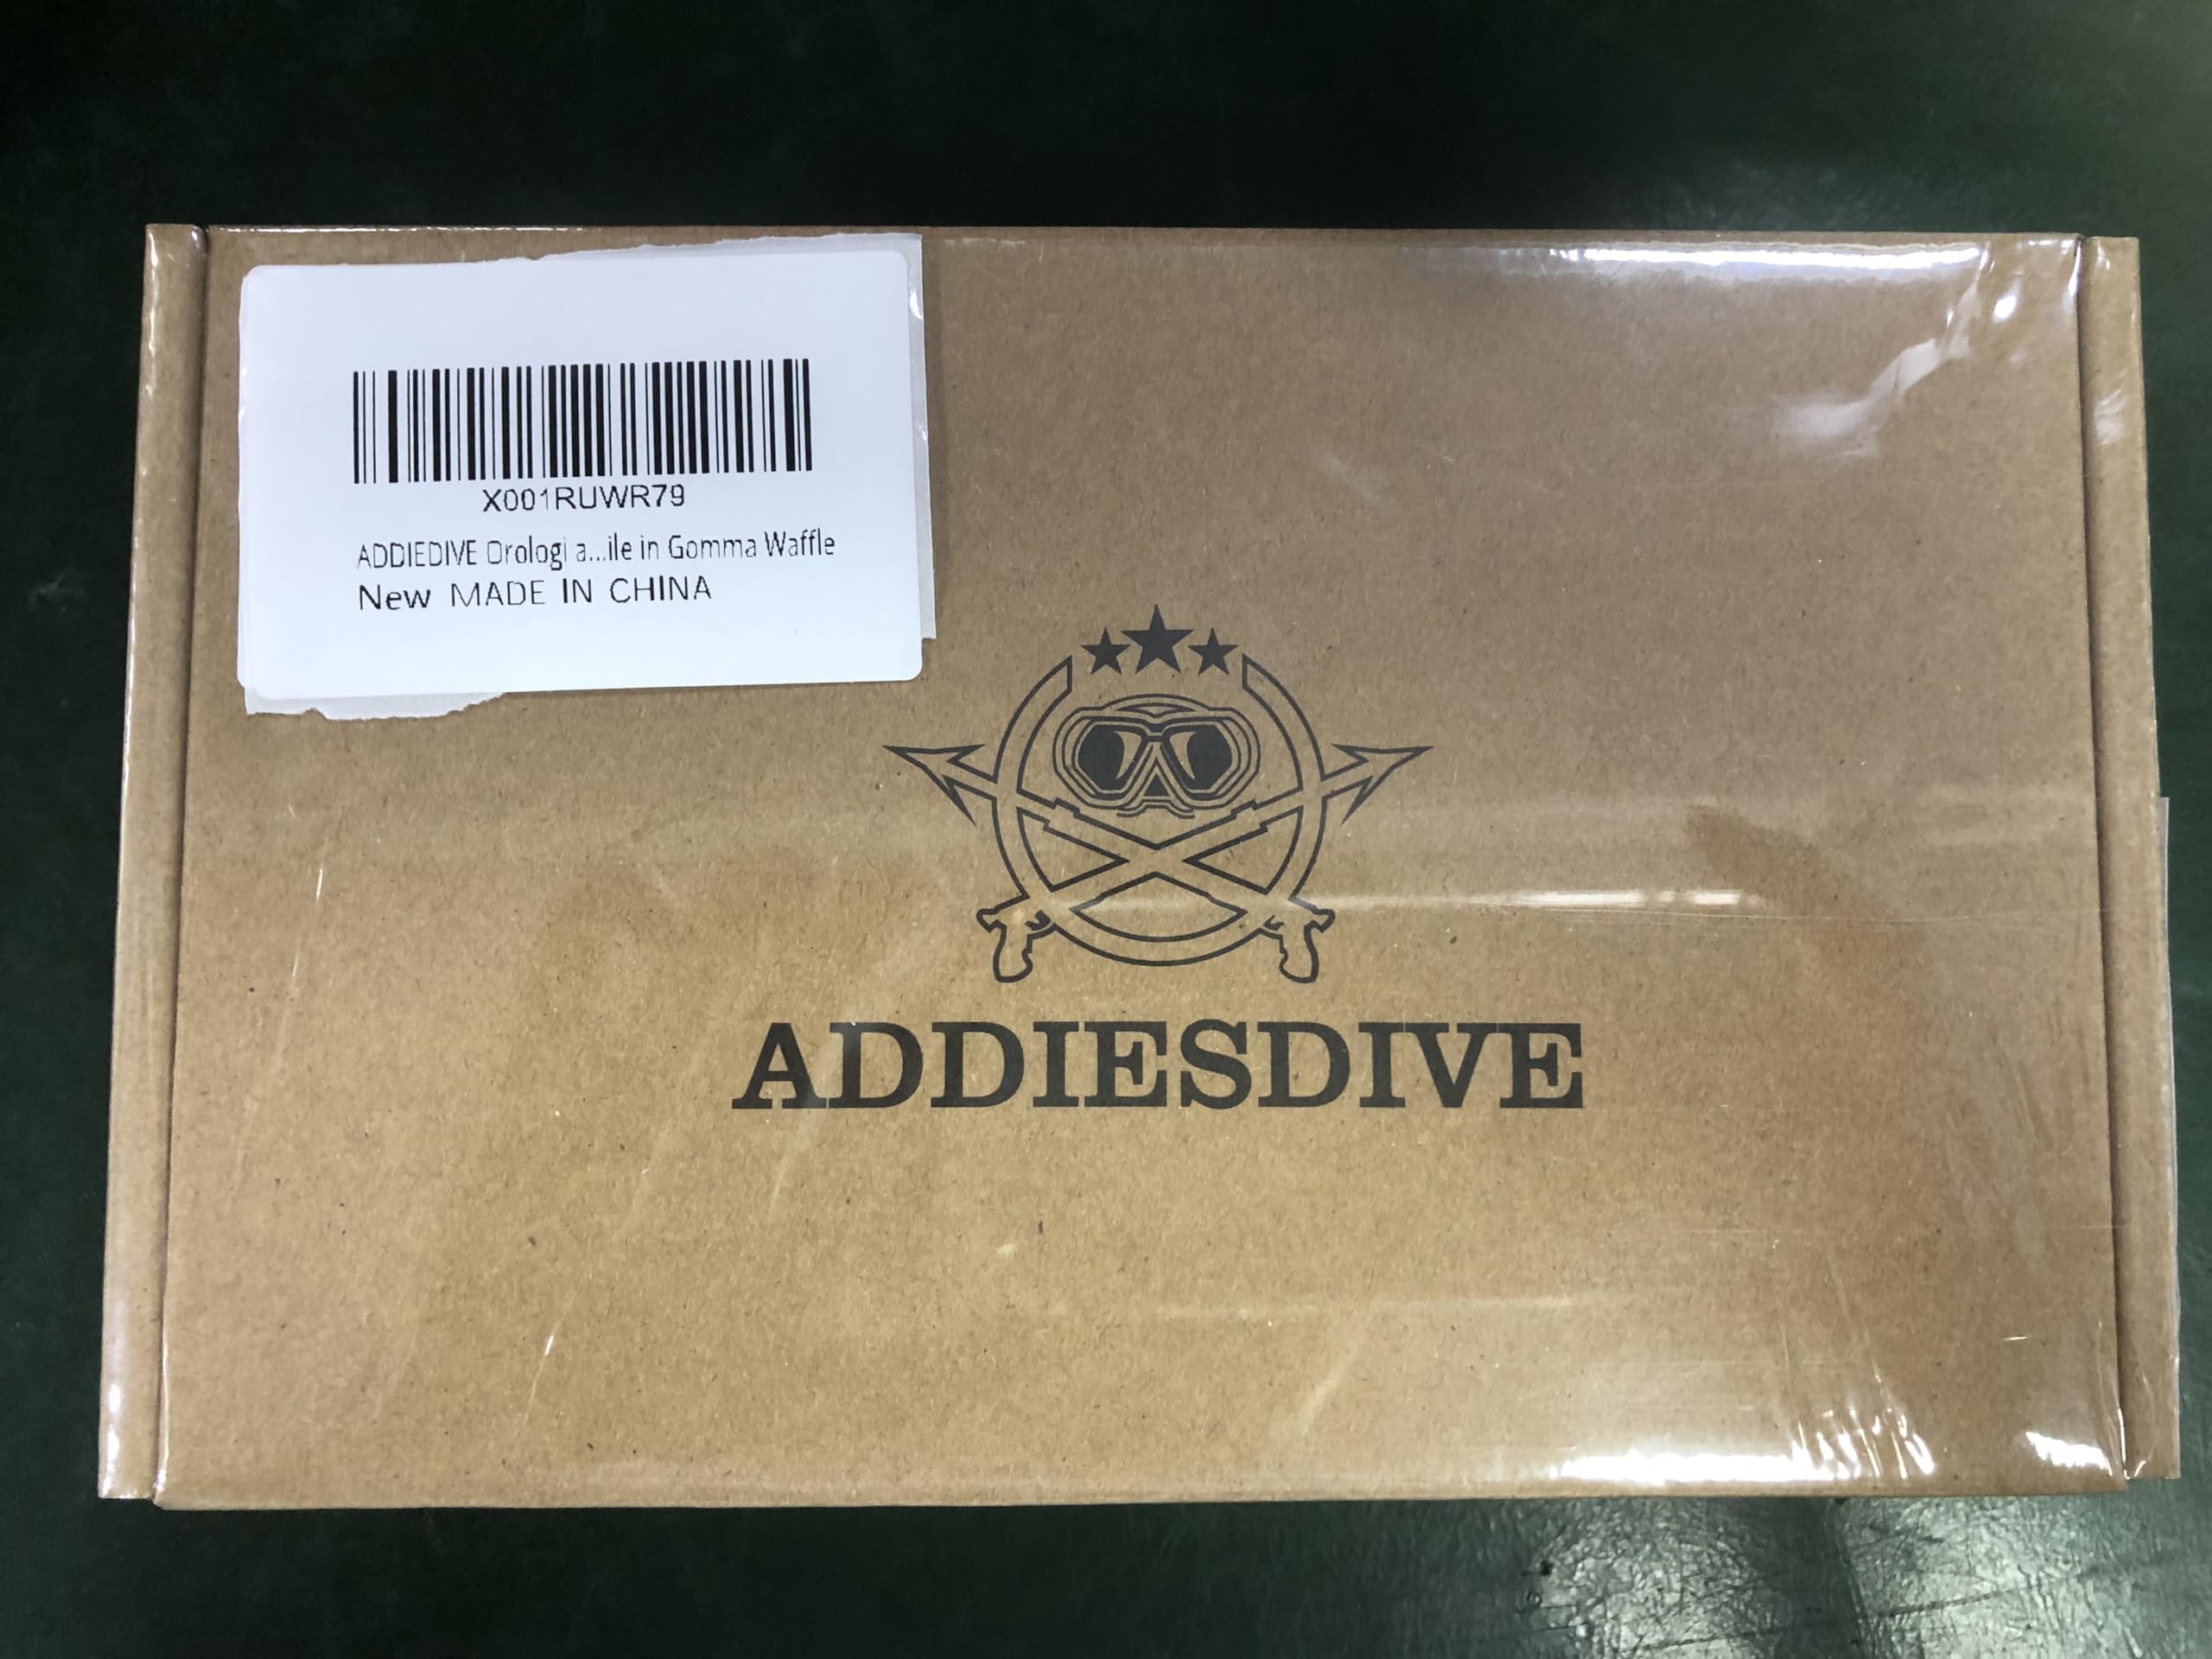 X001RUWR79
ADDIEDIVE Orologi a...ile in Gomma Waffle
New MADE IN CHINA
ADDIESDIVE